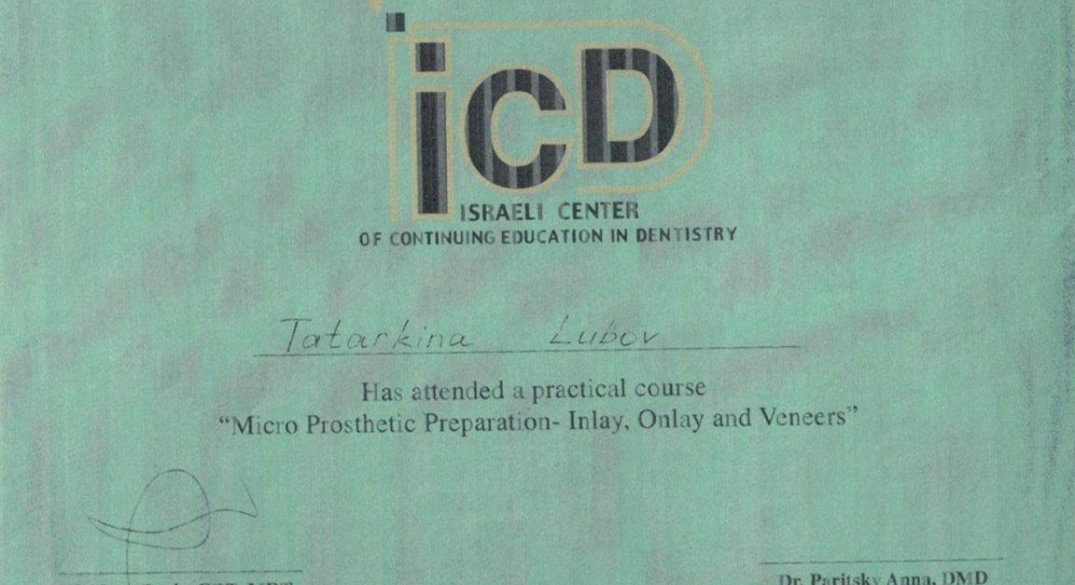 icD
ISRAELI CENTER
OF CONTINUING EDUCATION IN DENTISTRY
Tatarkina Lubov
Has attended a practical course
“Micro Prosthetic Preparation- Inlay, Onlay and Veneers”
Dr. Paritsky Anna, DMD